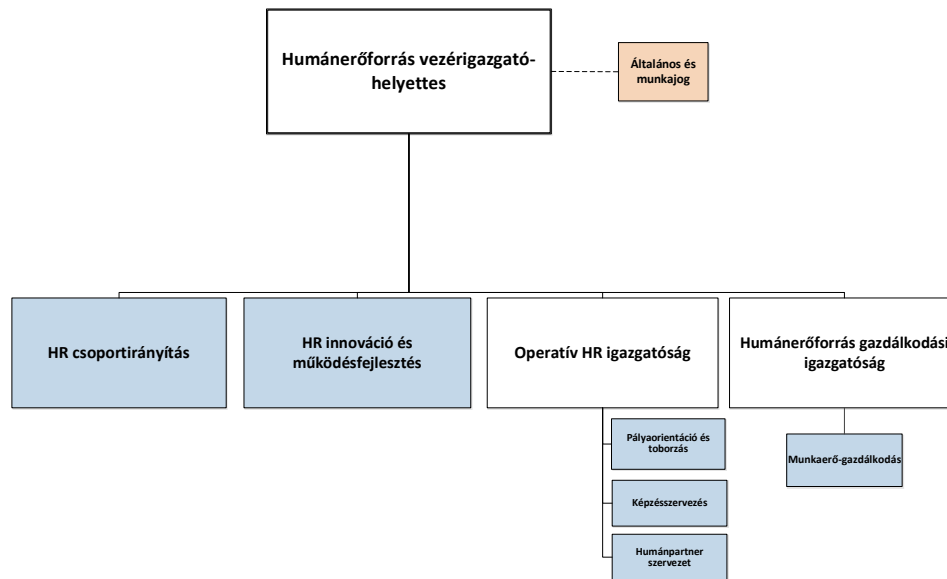 Humánerőforrás vezérigazgató-
helyettes
Általános és
munkajog
HR csoportirányítás
HR innováció és
működésfejlesztés
Operatív HR igazgatóság
Humánerőforrás gazdálkodási
igazgatóság
Pályaorientáció és
toborzás
Munkaerő-gazdálkodás
Képzésszervezés
Humánpartner
szervezet